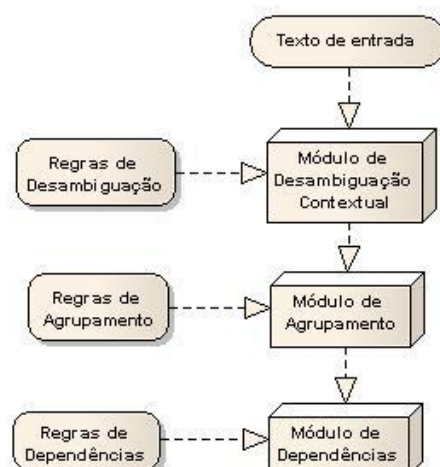 Texto de entrada
Regras de
Desambiguação
Módulo de
Desambiguação
Contextual
Regras de
Agrupamento
Módulo de
Agrupamento
Regras de
Dependências
Módulo de
Dependências